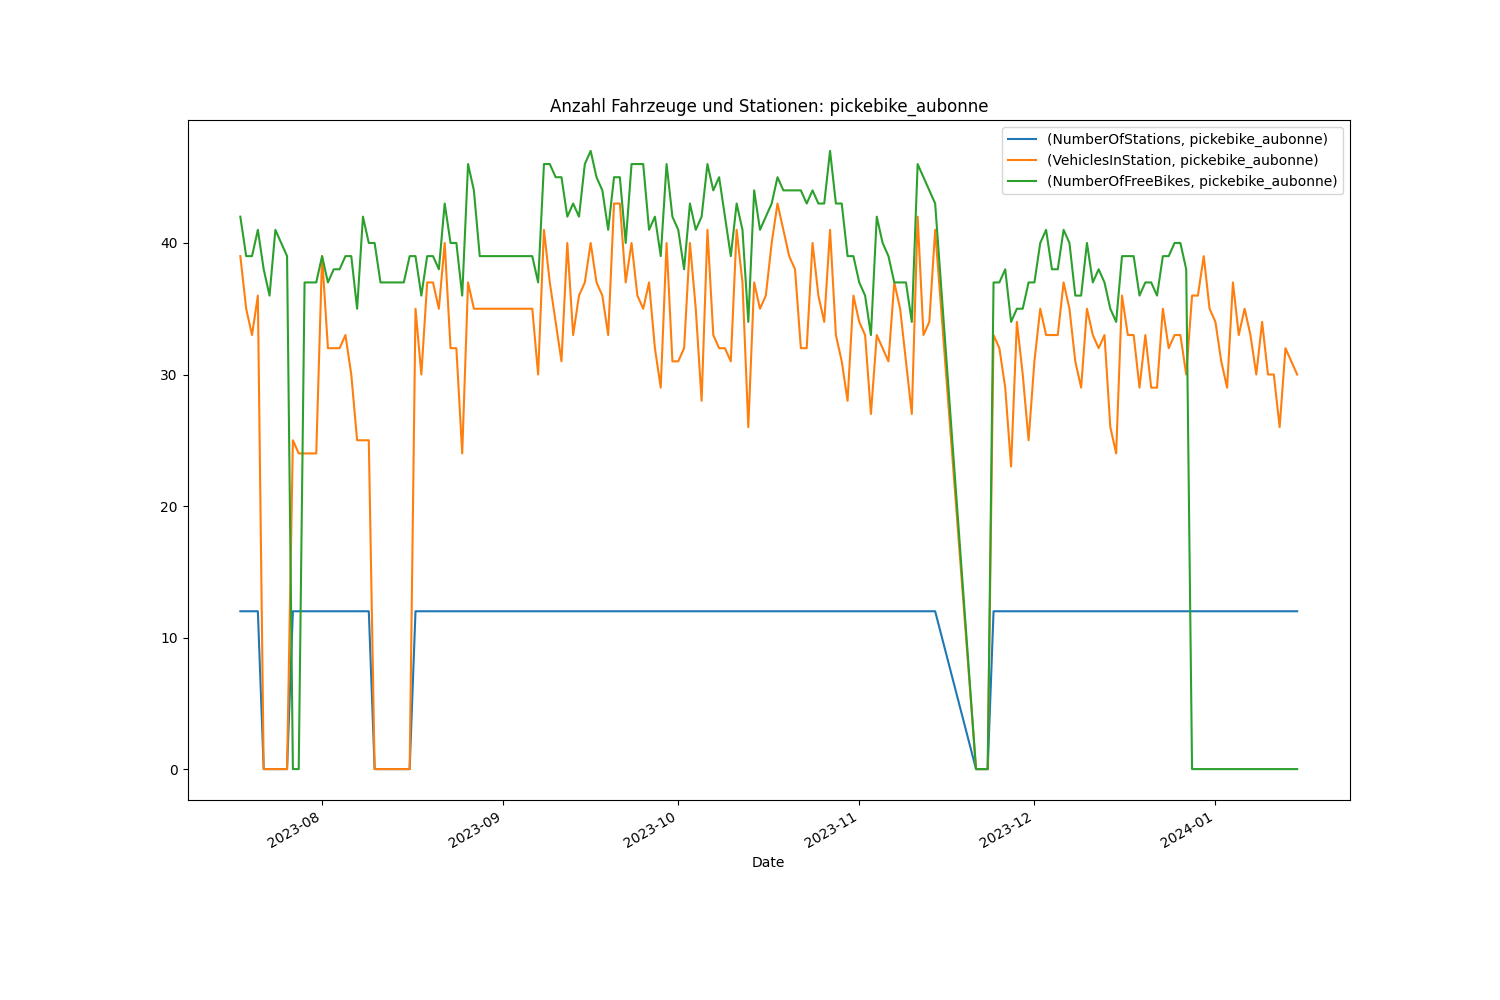 Anzahl Fahrzeuge und Stationen: pickebike_aubonne
(NumberOfStations, pickebike_aubonne)
(VehiclesInStation, pickebike_aubonne)
(NumberOfFreeBikes, pickebike_aubonne)
40
30
20
10
0
2023-08
2023-09
2023-10
2023-11
2023-12
2024-01
Date